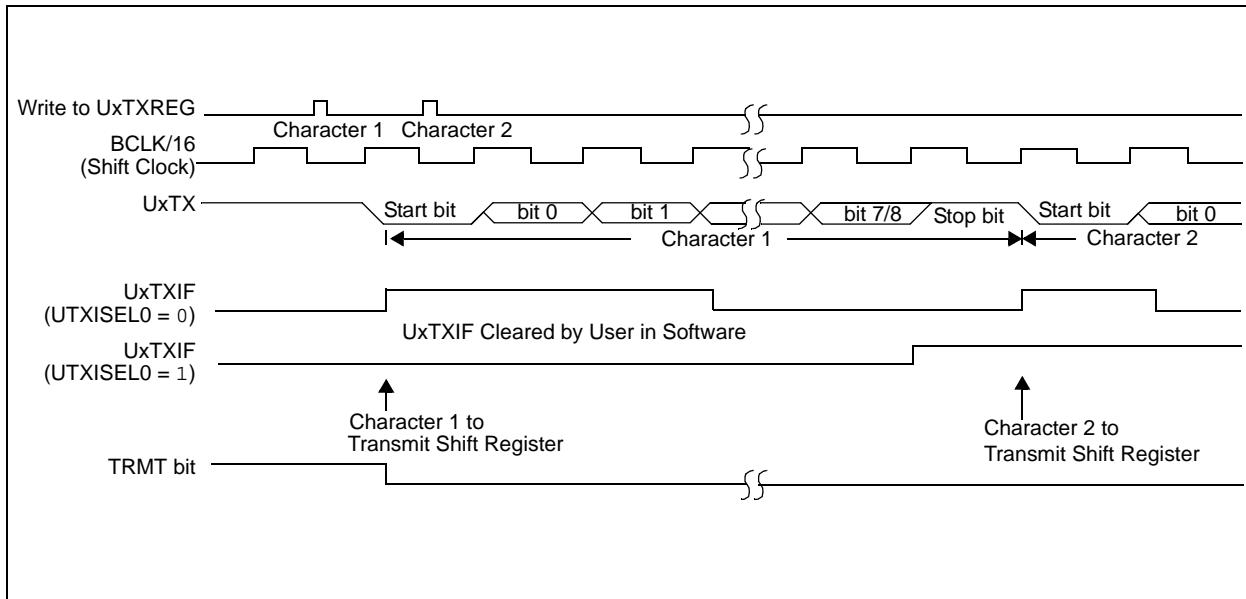 Write to UxTXREG
Character 1 Character 2
BCLK/16
(Shift Clock)
UxTX
Start bit bit 0 bit 1 bit 7/8 Stop bit Start bit bit 0
Character 1 Character 2
UxTXIF
(UTXISEL0 = 0)
UxTXIF Cleared by User in Software
UxTXIF
(UTXISEL0 = 1)
Character 1 to
Transmit Shift Register
Character 2 to
Transmit Shift Register
TRMT bit